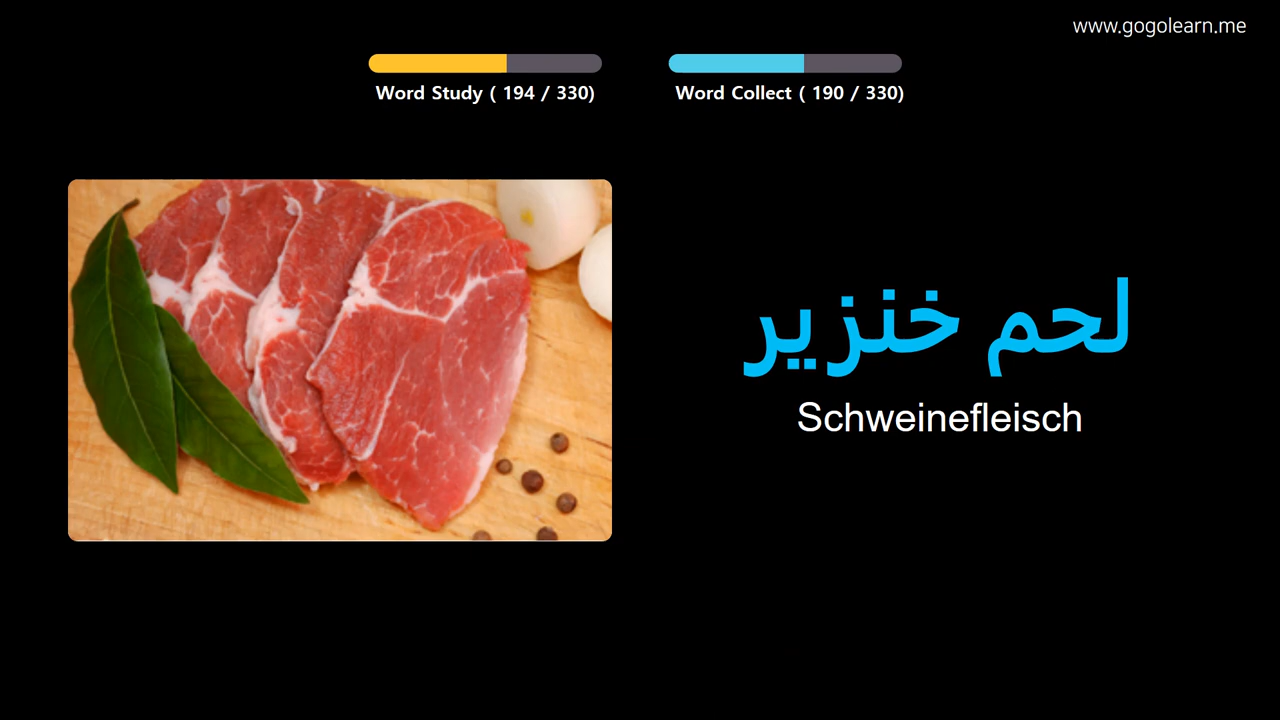 www.gogolearn.me
Word Study ( 194 / 330)
Word Collect ( 190 / 330)
لحم خنزير
Schweinefleisch